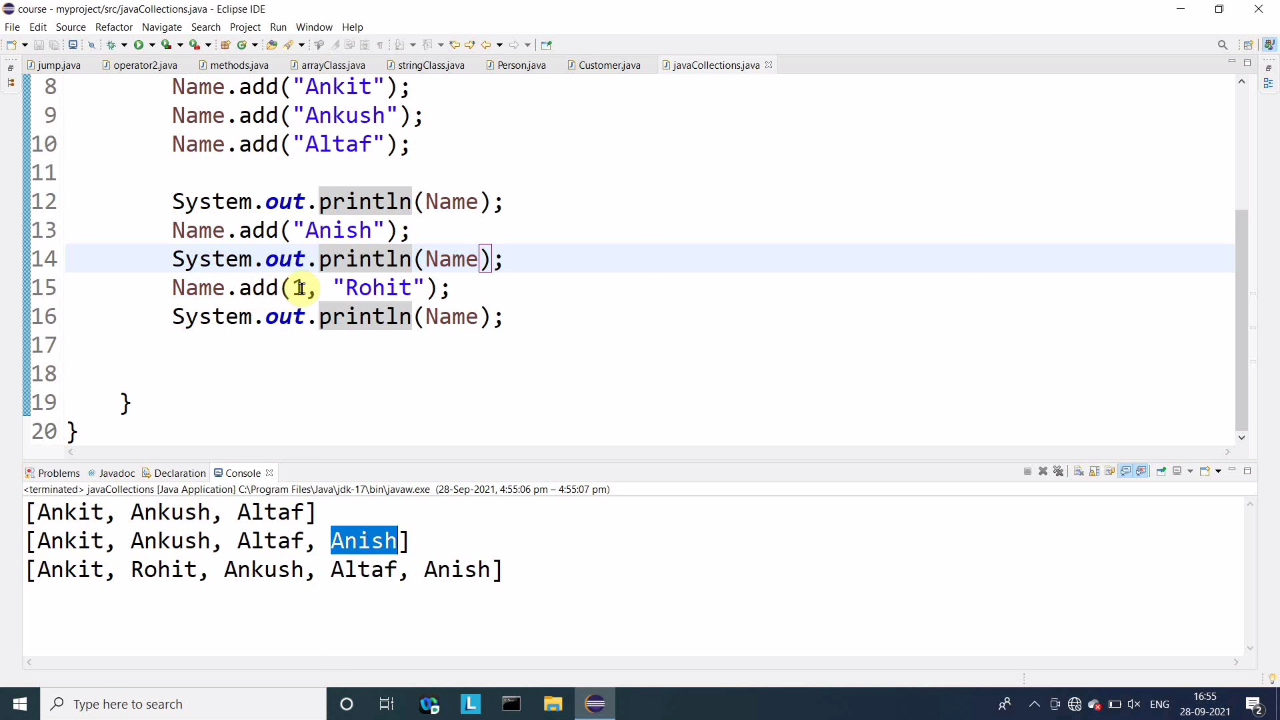 course - myproject/src/javaCollections.java - Eclipse IDE
File Edit Source Refactor Navigate Search Project Run Window Help
jump.java operator2.java methods.java arrayClass.java stringClass.java Person.java Customer.java javaCollections.java
8 Name.add("Ankit");
9 Name.add("Ankush");
10 Name.add("Altaf");
11
12 System.out.println(Name);
13 Name.add("Anish");
14 System.out.println(Name);
15 Name.add(1, "Rohit");
16 System.out.println(Name);
17
18
19 }
20 }
Problems Javadoc Declaration Console
<terminated> javaCollections [Java Application] C:\Program Files\Java\jdk-17\bin\javaw.exe (28-Sep-2021, 4:55:06 pm – 4:55:07 pm)
[Ankit, Ankush, Altaf]
[Ankit, Ankush, Altaf, Anish]
[Ankit, Rohit, Ankush, Altaf, Anish]
Type here to search
L
ENG
16:55
28-09-2021
2